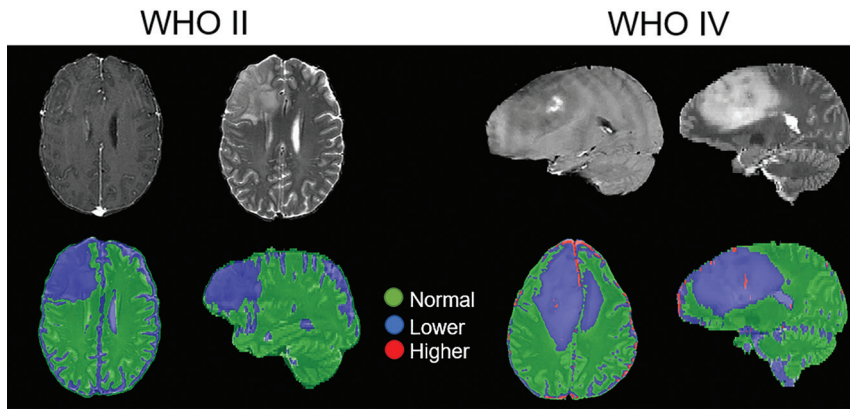 WHO II
WHO IV
Normal
Lower
Higher